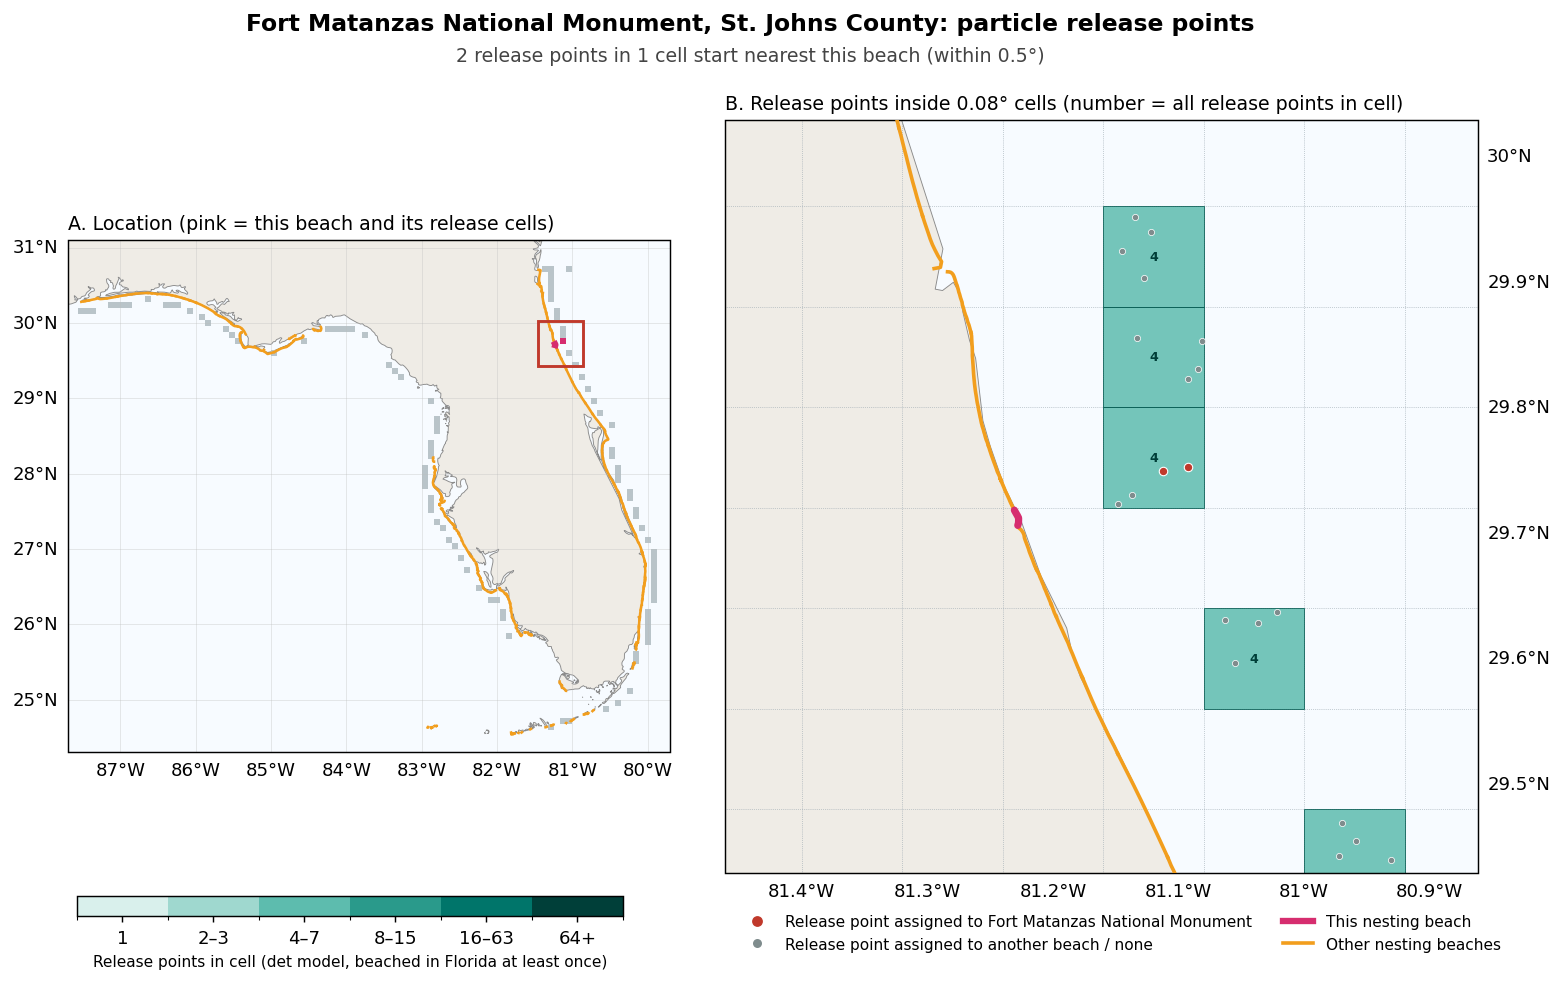 Fort Matanzas National Monument, St. Johns County: particle release points
2 release points in 1 cell start nearest this beach (within 0.5°)
A. Location (pink = this beach and its release cells)
31°N
30°N
29°N
28°N
27°N
26°N
25°N
87°W 86°W 85°W 84°W 83°W 82°W 81°W 80°W
1 2–3 4–7 8–15 16–63 64+
Release points in cell (det model, beached in Florida at least once)
B. Release points inside 0.08° cells (number = all release points in cell)
4
4
4
4
30°N
29.9°N
29.8°N
29.7°N
29.6°N
29.5°N
81.4°W 81.3°W 81.2°W 81.1°W 81°W 80.9°W
Release point assigned to Fort Matanzas National Monument
Release point assigned to another beach / none
This nesting beach
Other nesting beaches